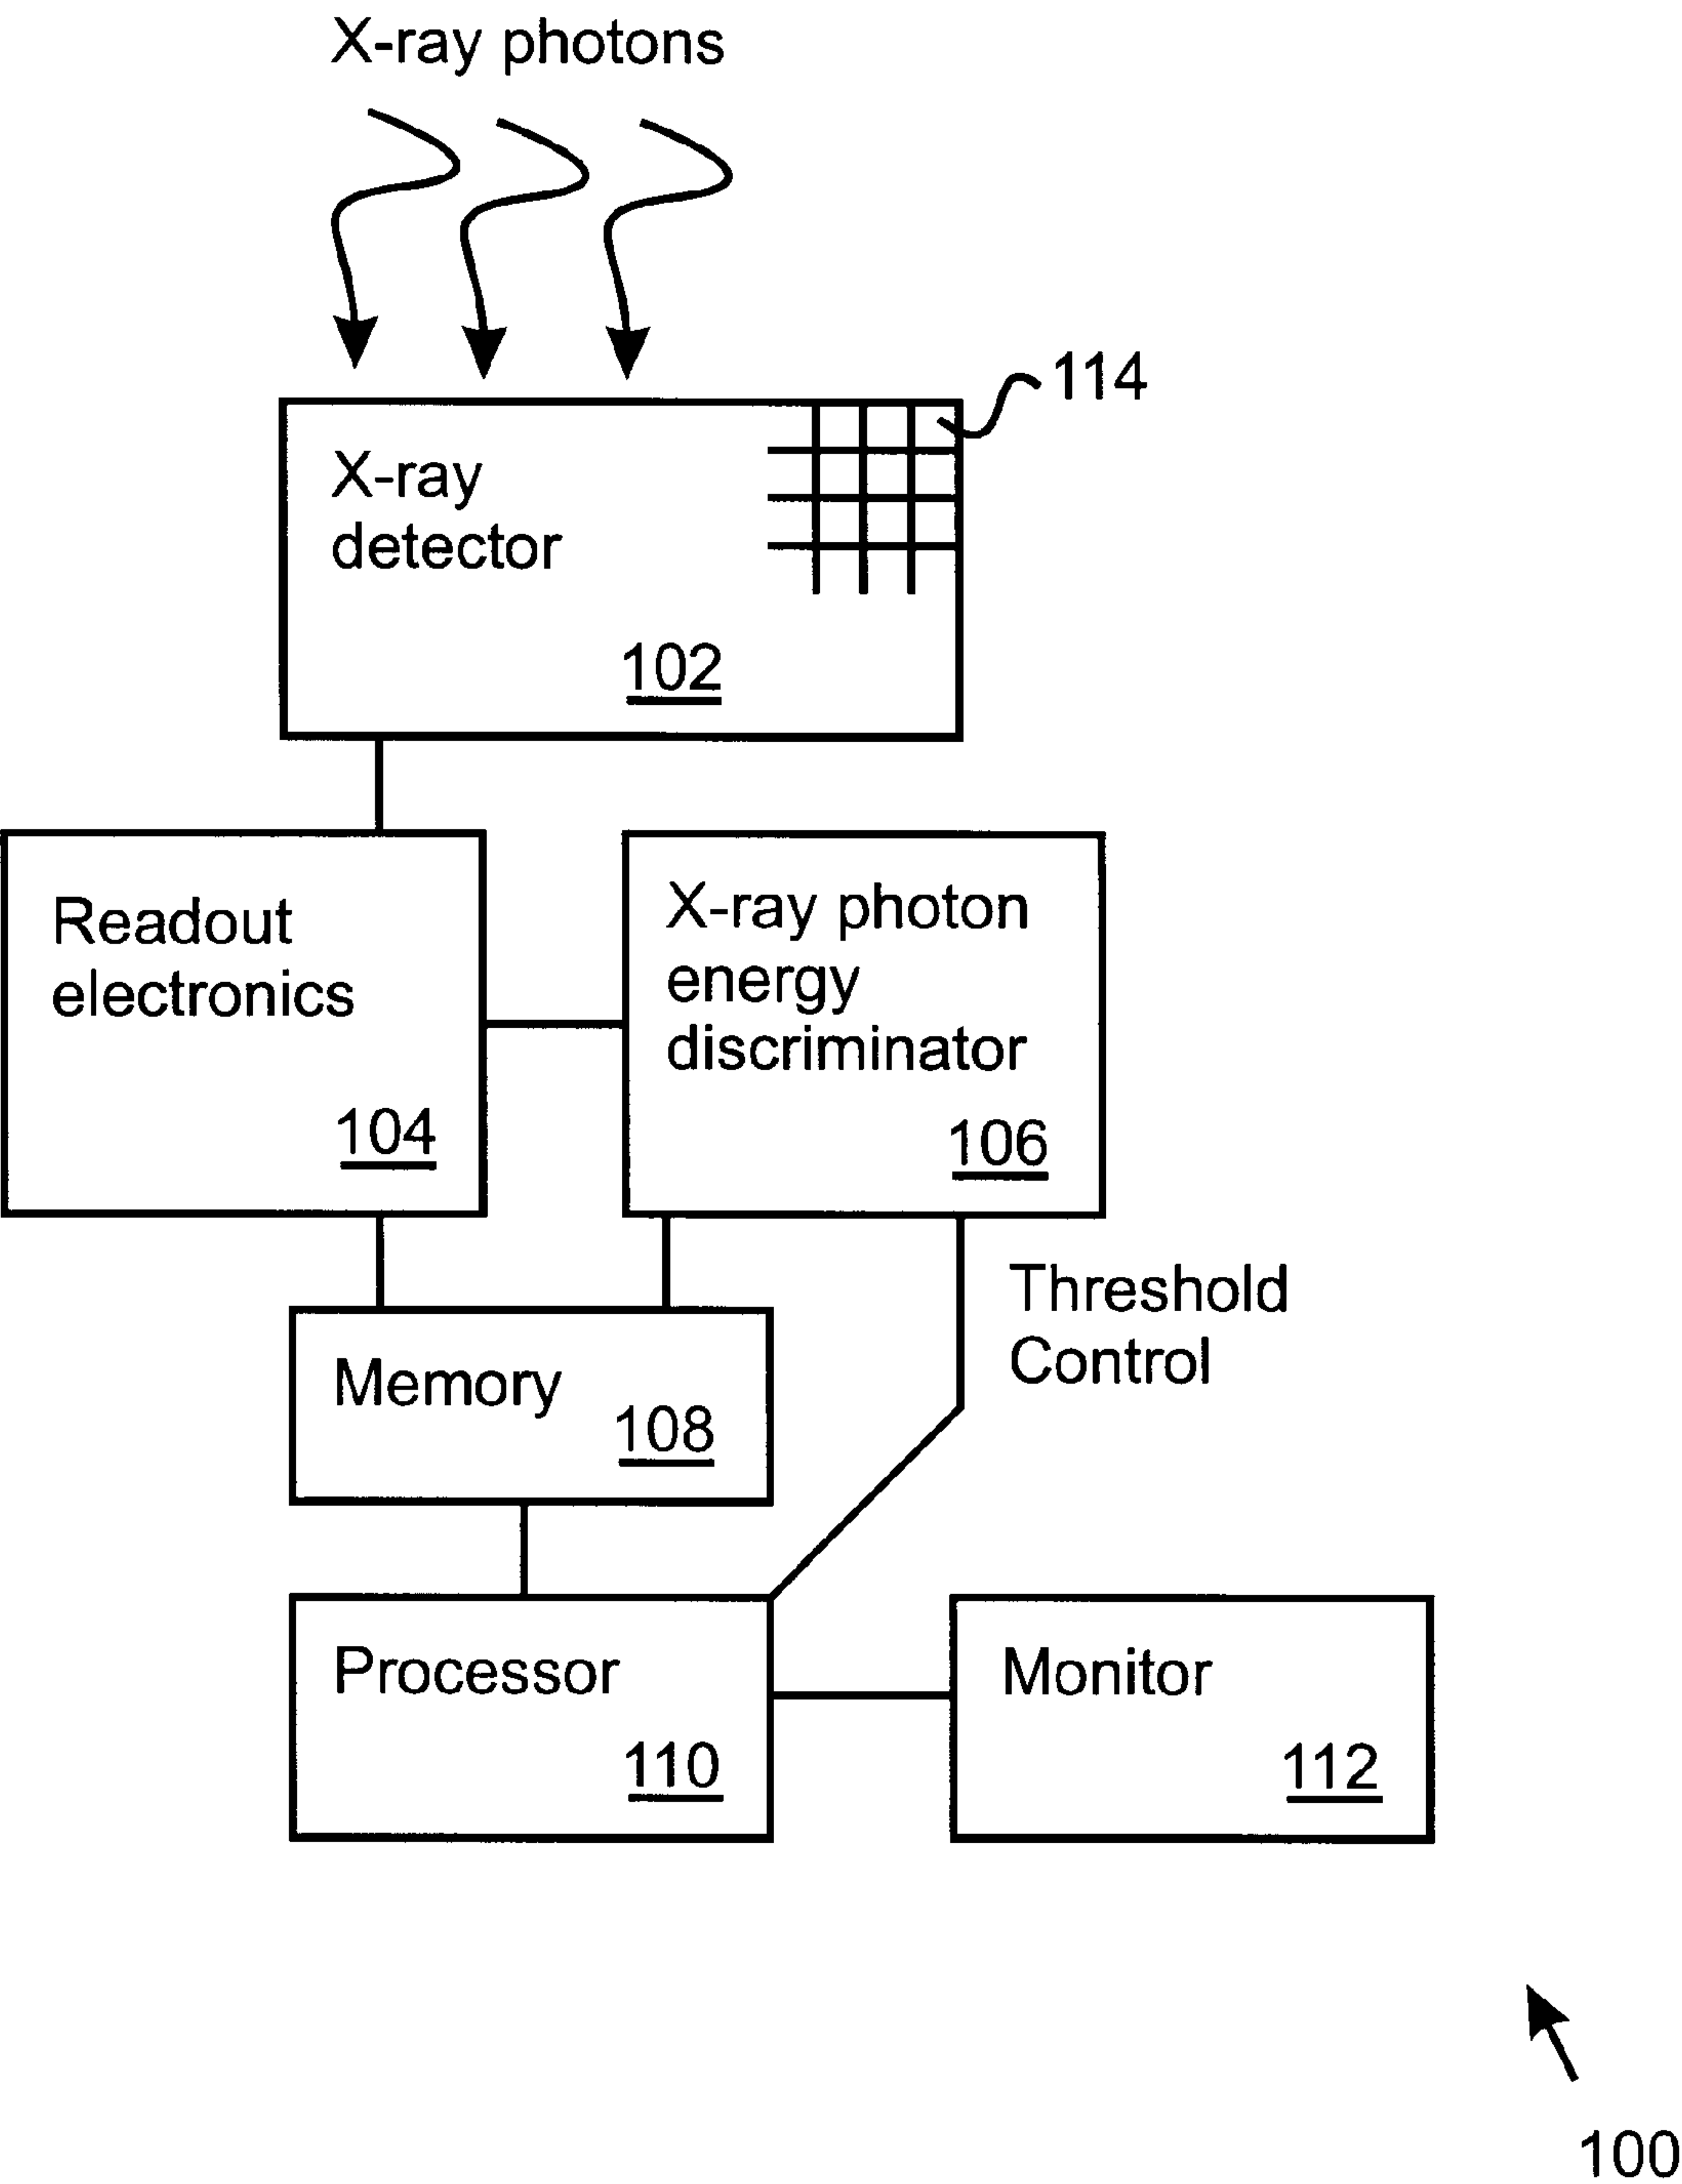 X-ray photons
114
X-ray
detector
102
Readout
electronics
104
X-ray photon
energy
discriminator
106
Threshold
Control
Memory
108
Processor
110
Monitor
112
100